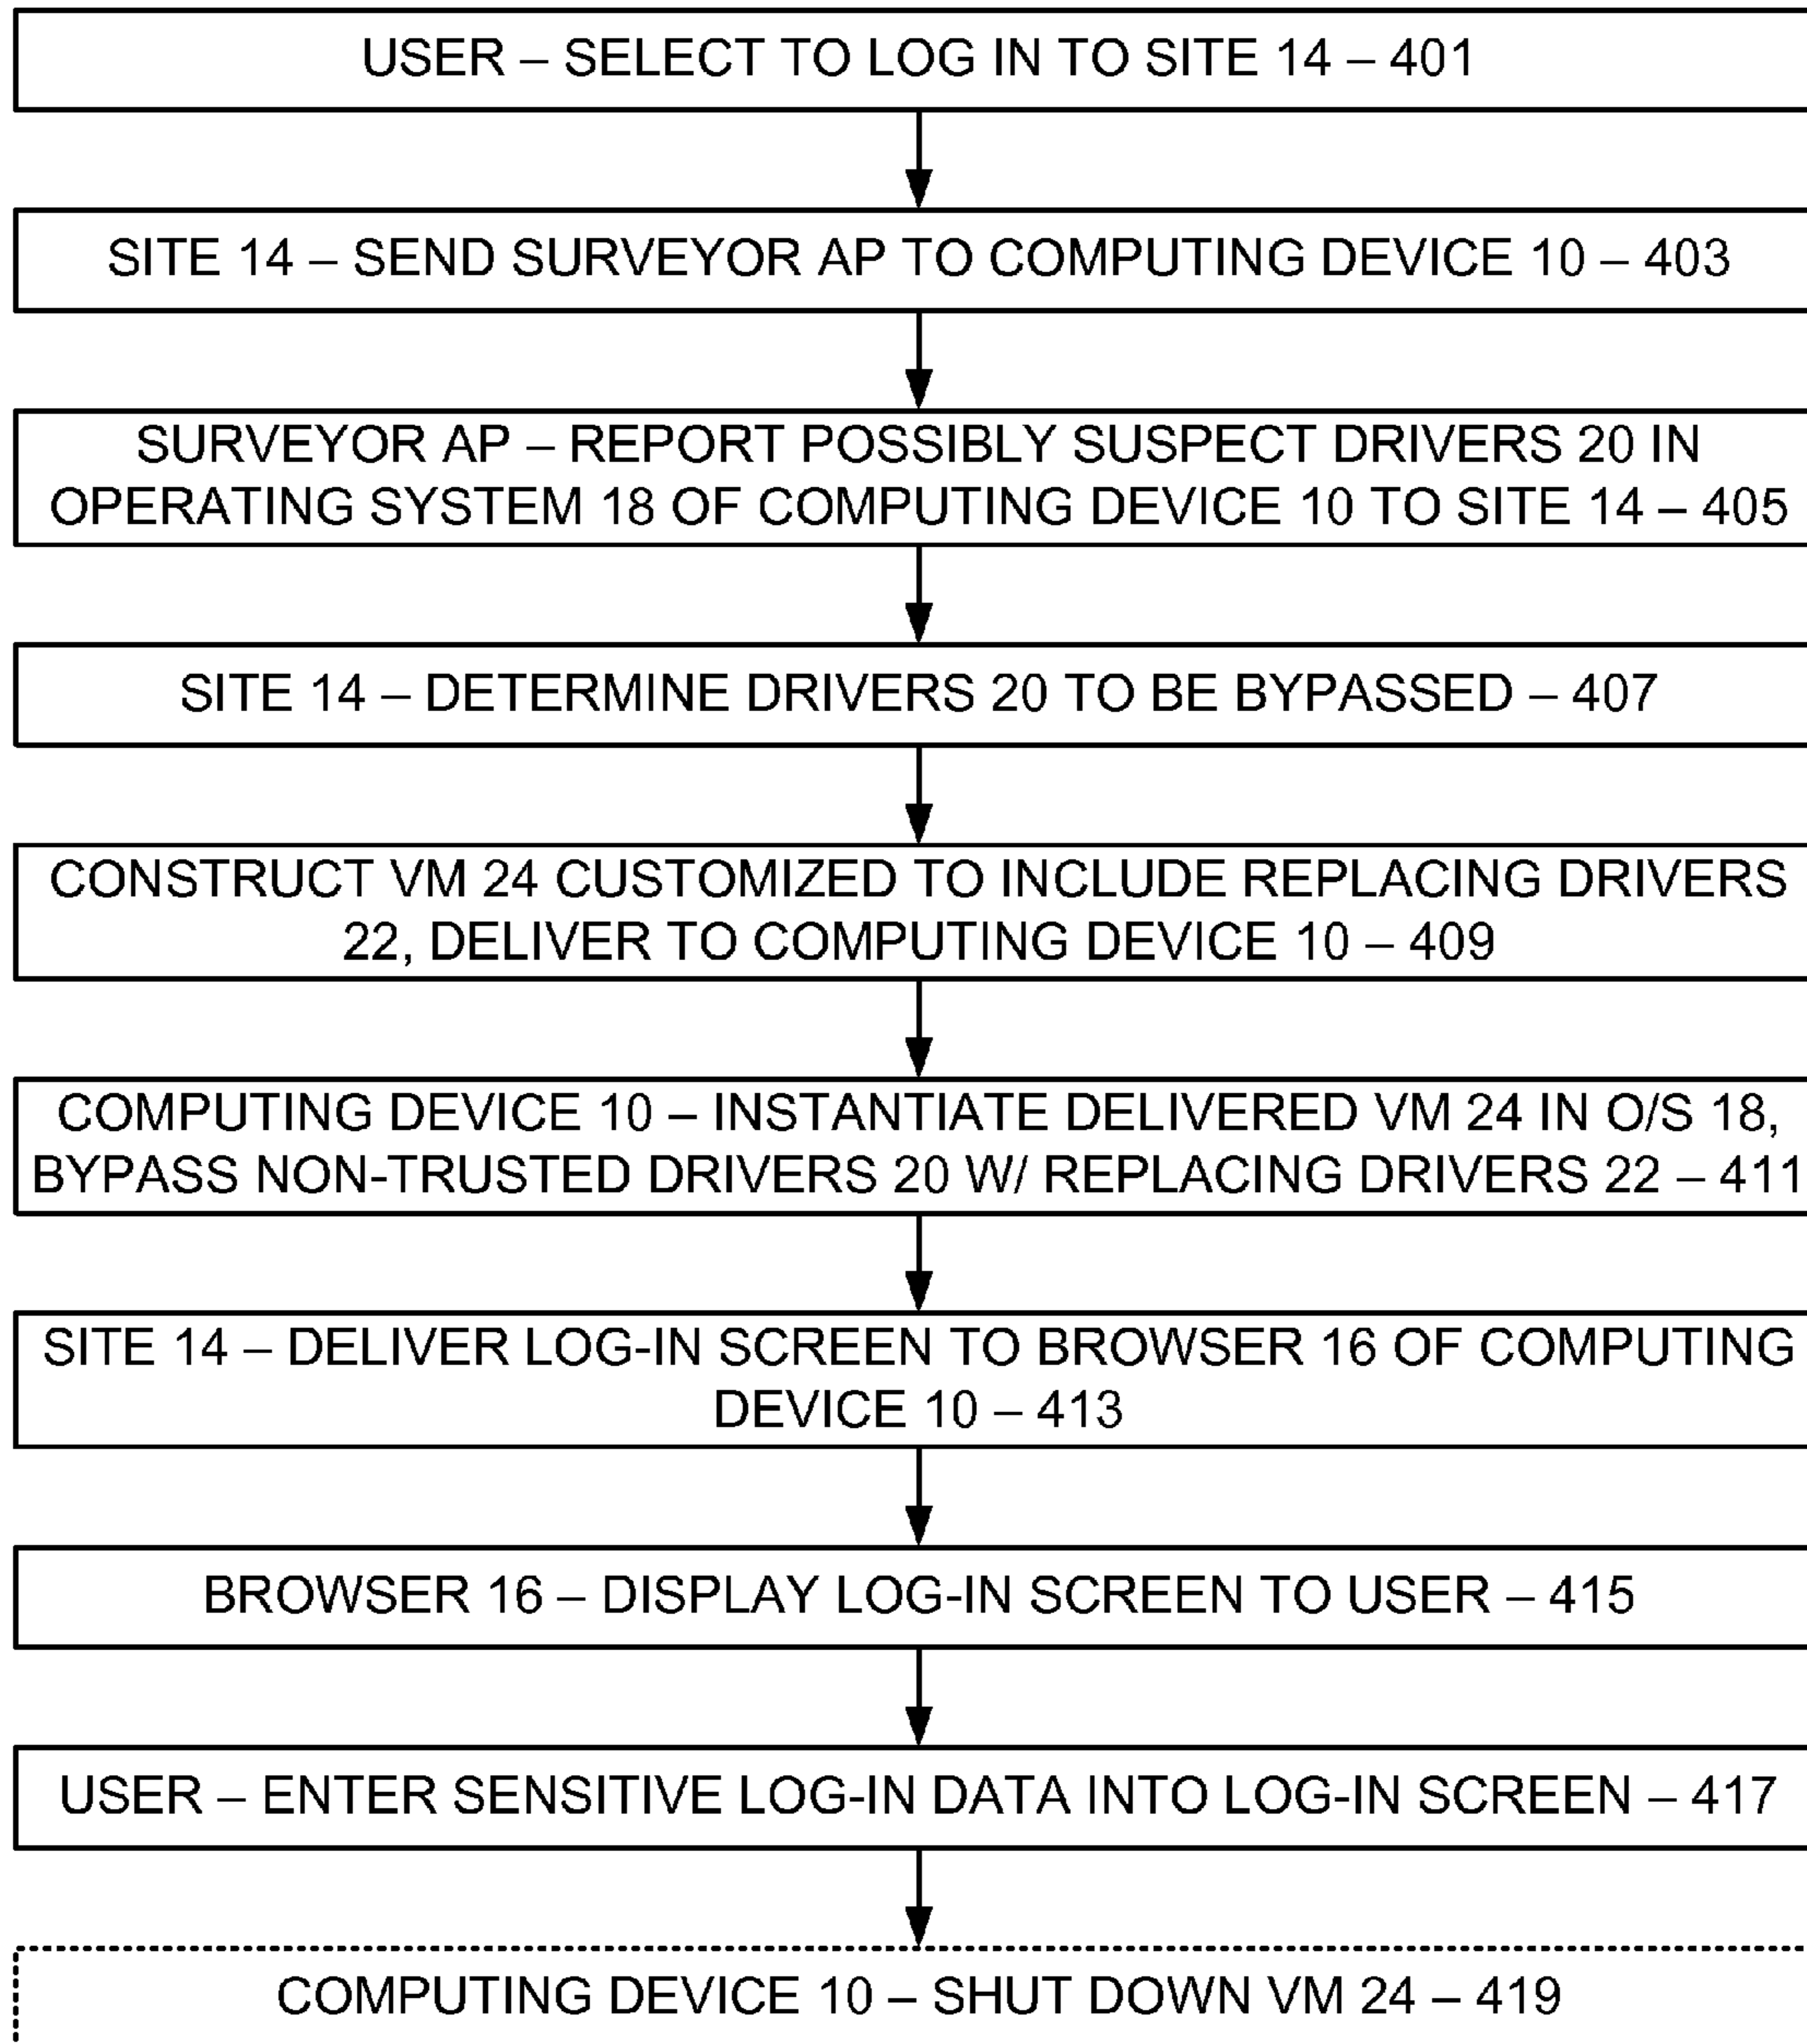 USER – SELECT TO LOG IN TO SITE 14 – 401
SITE 14 – SEND SURVEYOR AP TO COMPUTING DEVICE 10 – 403
SURVEYOR AP – REPORT POSSIBLY SUSPECT DRIVERS 20 IN
OPERATING SYSTEM 18 OF COMPUTING DEVICE 10 TO SITE 14 – 405
SITE 14 – DETERMINE DRIVERS 20 TO BE BYPASSED – 407
CONSTRUCT VM 24 CUSTOMIZED TO INCLUDE REPLACING DRIVERS
22, DELIVER TO COMPUTING DEVICE 10 – 409
COMPUTING DEVICE 10 – INSTANTIATE DELIVERED VM 24 IN O/S 18,
BYPASS NON-TRUSTED DRIVERS 20 W/ REPLACING DRIVERS 22 – 411
SITE 14 – DELIVER LOG-IN SCREEN TO BROWSER 16 OF COMPUTING
DEVICE 10 – 413
BROWSER 16 – DISPLAY LOG-IN SCREEN TO USER – 415
USER – ENTER SENSITIVE LOG-IN DATA INTO LOG-IN SCREEN – 417
COMPUTING DEVICE 10 – SHUT DOWN VM 24 – 419